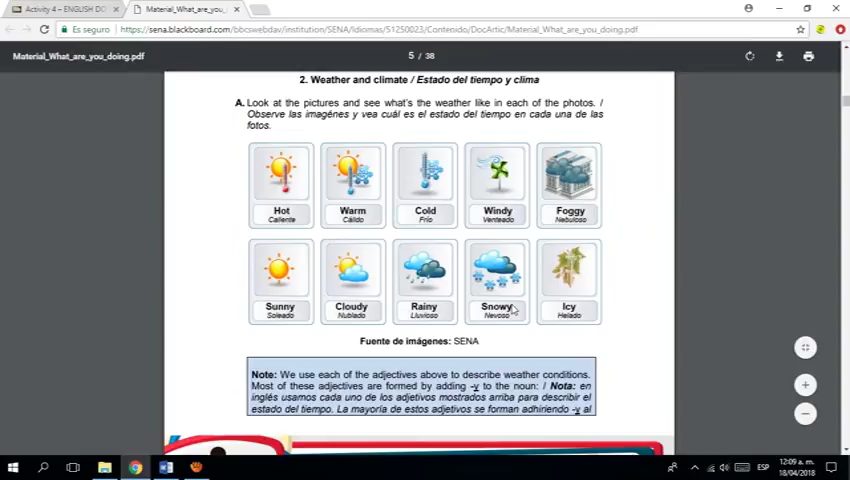 Activity 4 – ENGLISH DO
Material_What_are_you_
Es seguro
https://sena.blackboard.com/bbcswebdav/institution/SENA/Idiomas/51250023/Contenido/DocArtic/Material_What_are_you_doing.pdf
Material_What_are_you_doing.pdf
5 / 38
2. Weather and climate / Estado del tiempo y clima
A. Look at the pictures and see what's the weather like in each of the photos. /
Observe las imagénes y vea cuál es el estado del tiempo en cada una de las
fotos.
Hot Warm Cold Windy Foggy
Caliente Cálido Frío Venteado Nebuloso
Sunny Cloudy Rainy Snowy Icy
Soleado Nublado Lluvioso Nevoso Helado
Fuente de imágenes: SENA
Note: We use each of the adjectives above to describe weather conditions.
Most of these adjectives are formed by adding -y to the noun: / Nota: en
inglés usamos cada uno de los adjetivos mostrados arriba para describir el
estado del tiempo. La mayoría de estos adjetivos se forman adhiriendo -y al
ESP
12:09 a. m.
18/04/2018